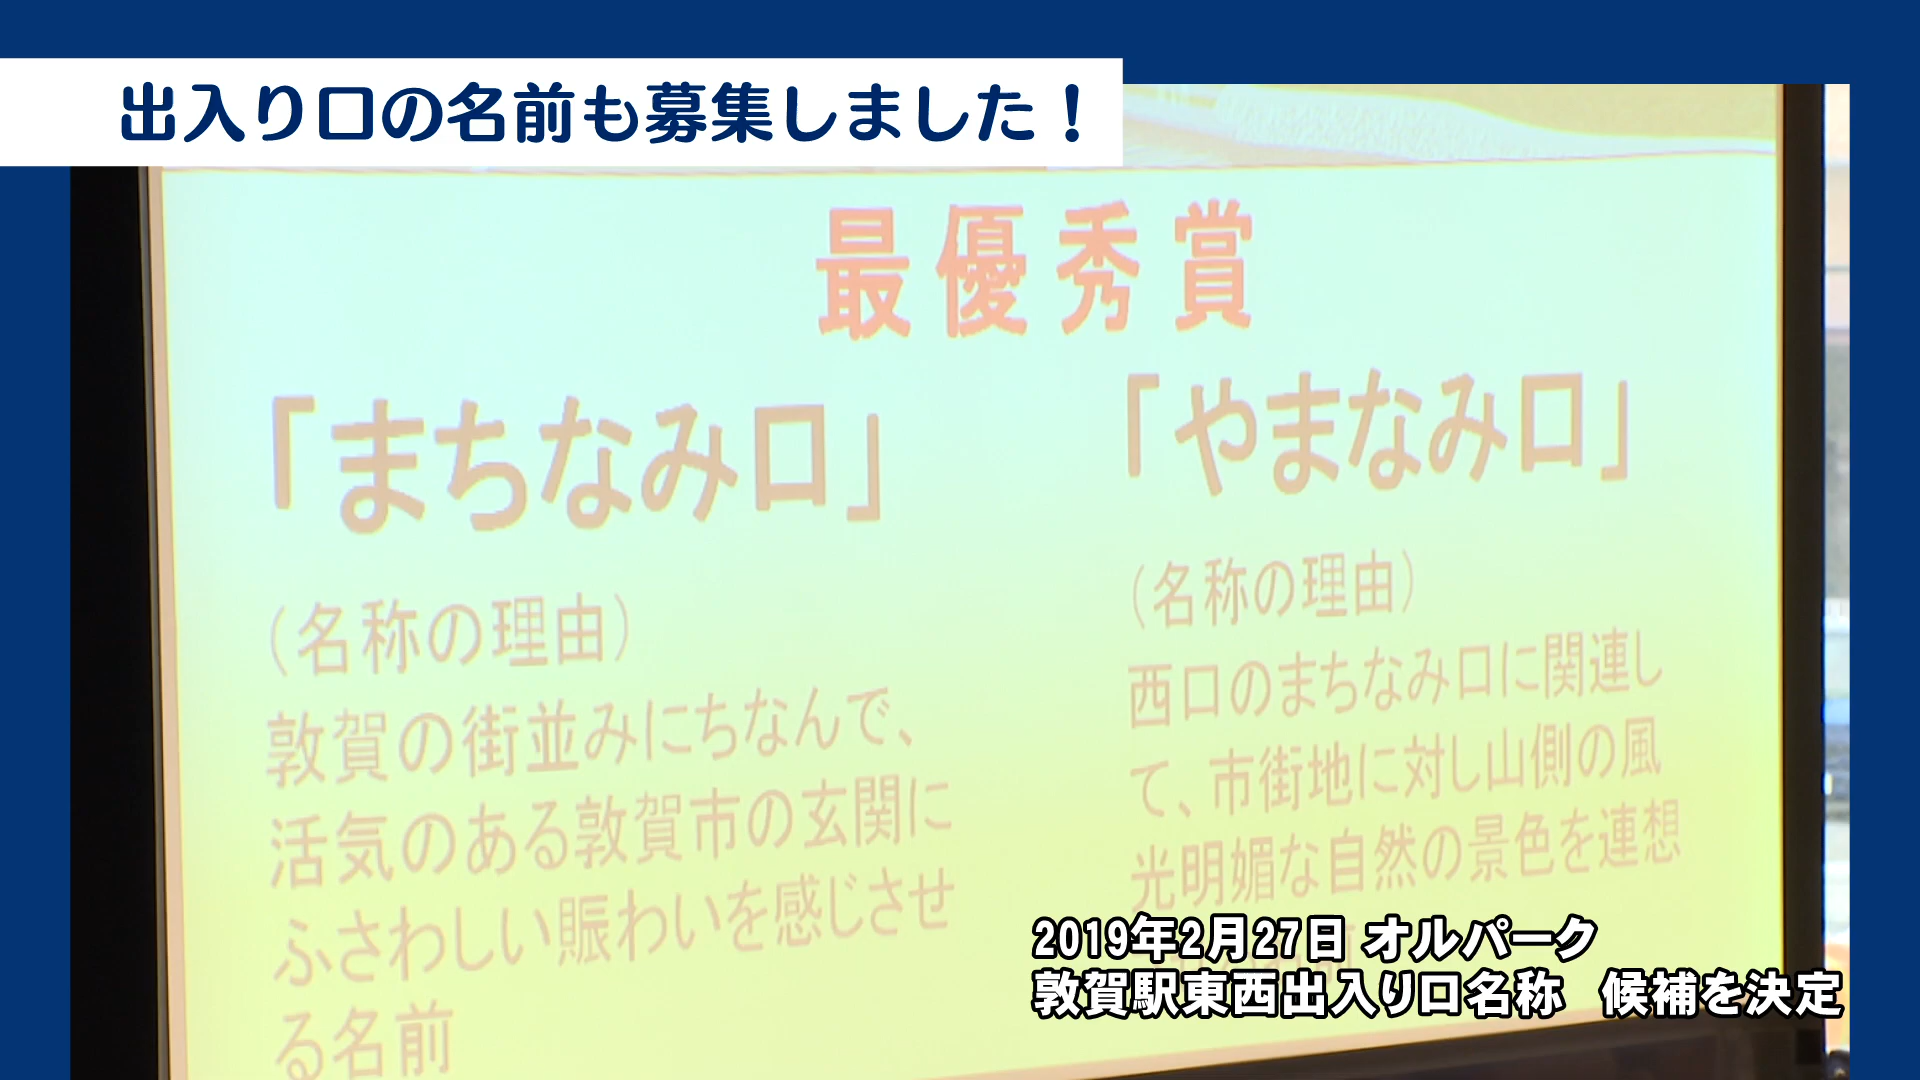 出入り口の名前も募集しました！
最優秀賞
「まちなみ口」
（名称の理由）
敦賀の街並みにちなんで、
活気のある敦賀市の玄関に
ふさわしい賑わいを感じさせ
る名前
「やまなみ口」
（名称の理由）
西口のまちなみ口に関連し
て、市街地に対し山側の風
光明媚な自然の景色を連想
2019年2月27日 オルパーク
敦賀駅東西出入り口名称　候補を決定